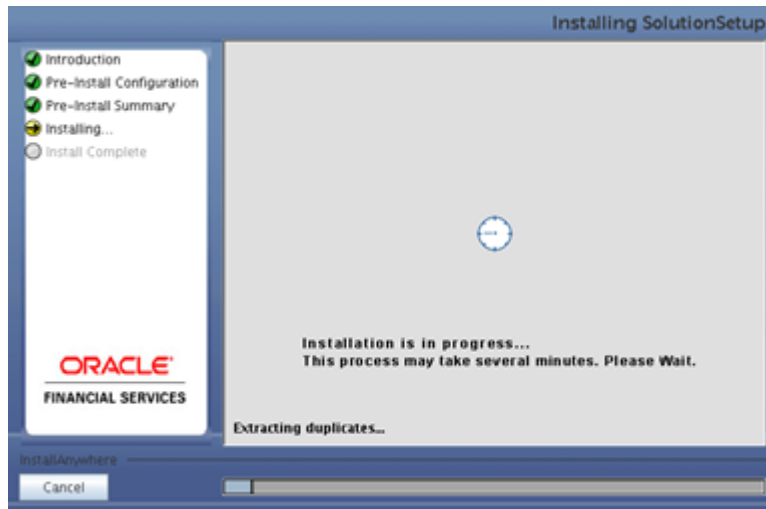 Installing SolutionSetup
Introduction
Pre-Install Configuration
Pre-Install Summary
Installing...
Install Complete
Installation is in progress...
This process may take several minutes. Please Wait.
ORACLE
FINANCIAL SERVICES
Extracting duplicates...
InstallAnywhere
Cancel